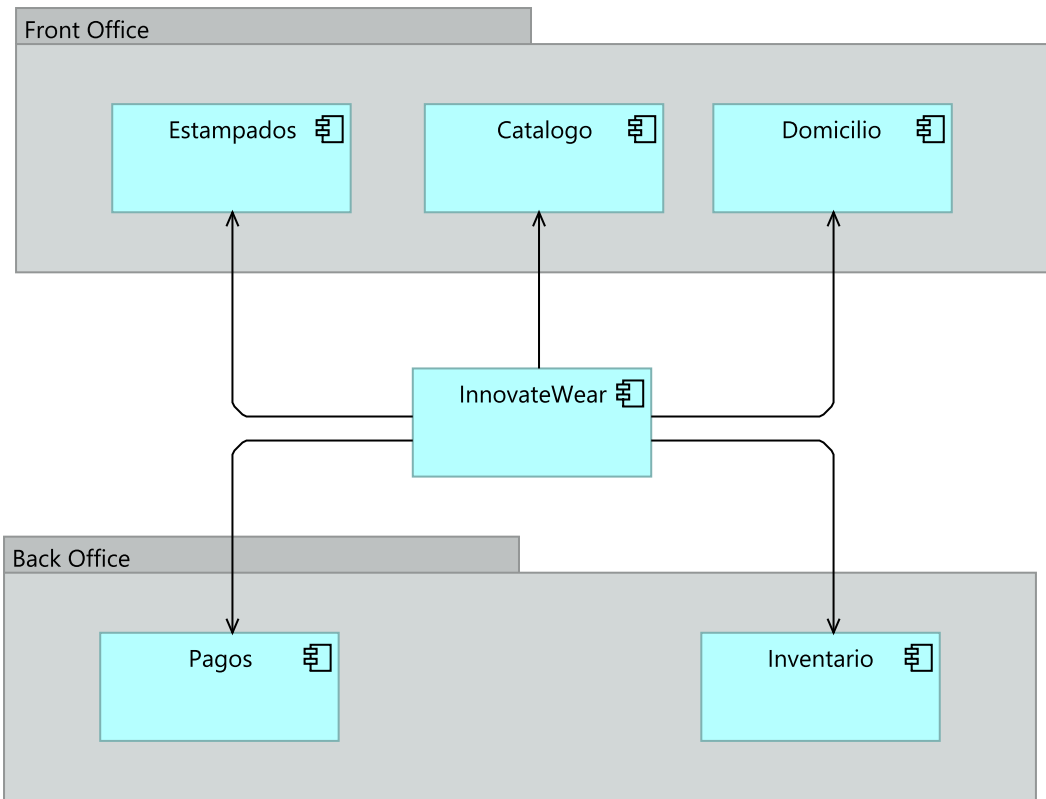 Front Office
Estampados
Catalogo
Domicilio
InnovateWear
Back Office
Pagos
Inventario